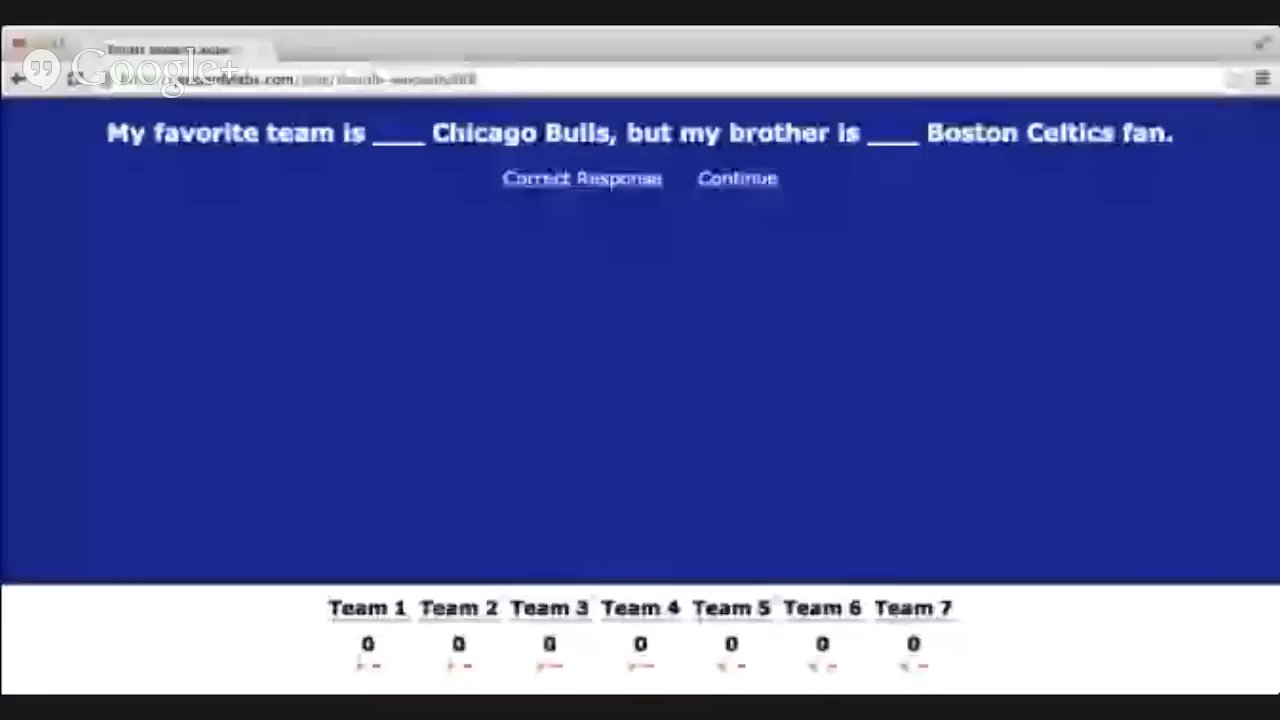 Google+
My favorite team is ____ Chicago Bulls, but my brother is ____ Boston Celtics fan.
Correct Response Continue
Team 1 Team 2 Team 3 Team 4 Team 5 Team 6 Team 7
0 0 0 0 0 0 0